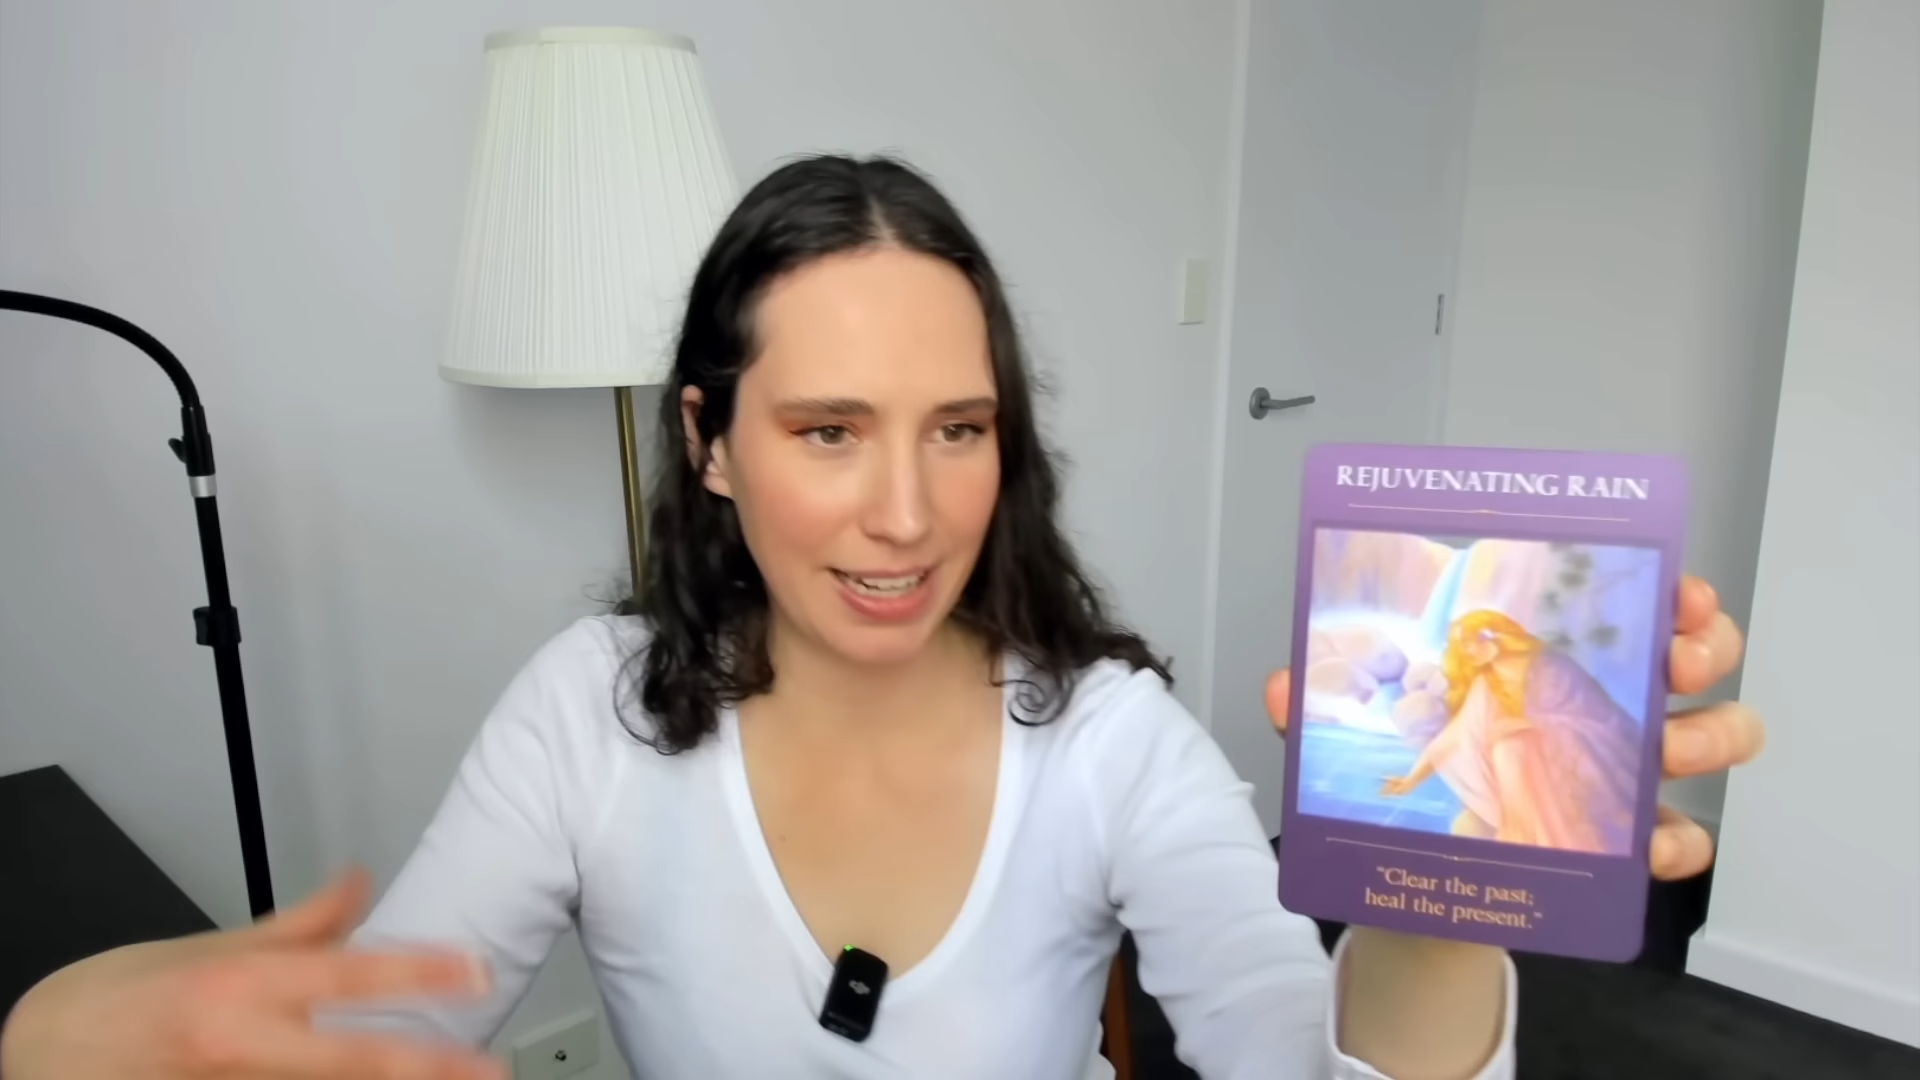 REJUVENATING RAIN
"Clear the past;
heal the present."